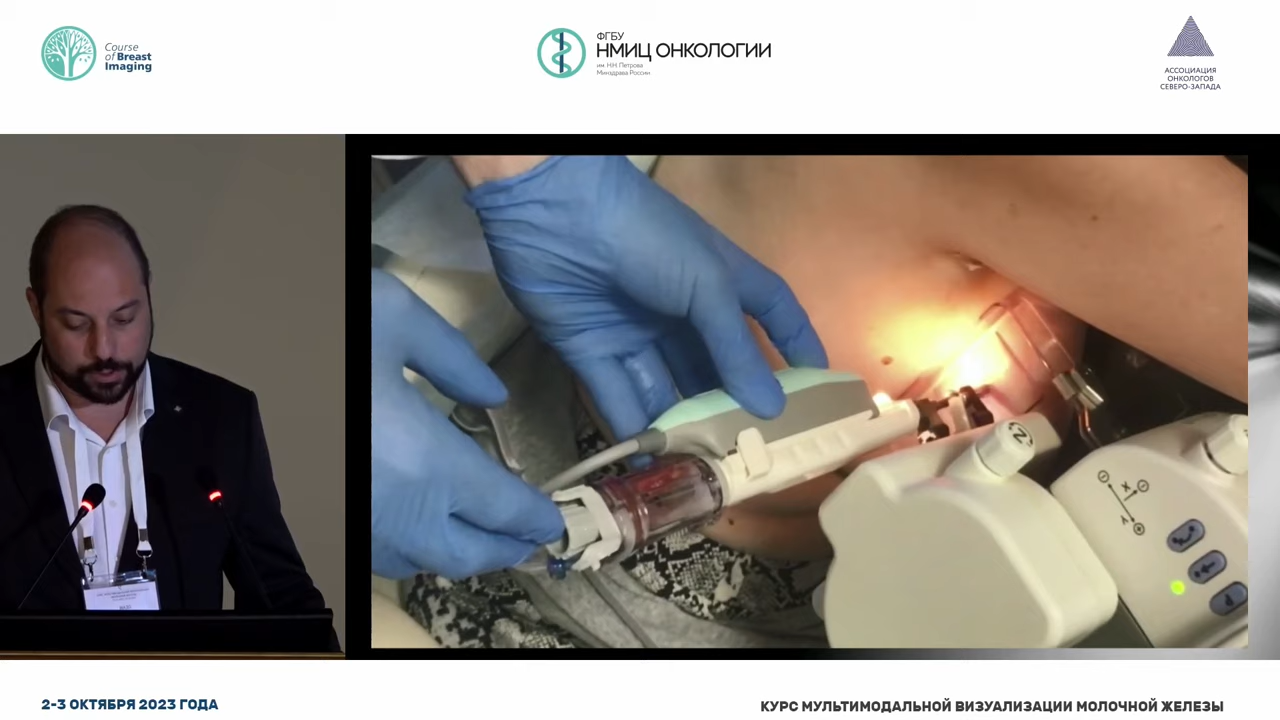 Course
of Breast
Imaging
ФГБУ
НМИЦ ОНКОЛОГИИ
им. Н.Н. Петрова
Минздрава России
АССОЦИАЦИЯ
ОНКОЛОГОВ
СЕВЕРО-ЗАПАДА
Z
X
Y
2-3 ОКТЯБРЯ 2023 ГОДА
КУРС МУЛЬТИМОДАЛЬНОЙ ВИЗУАЛИЗАЦИИ МОЛОЧНОЙ ЖЕЛЕЗЫ